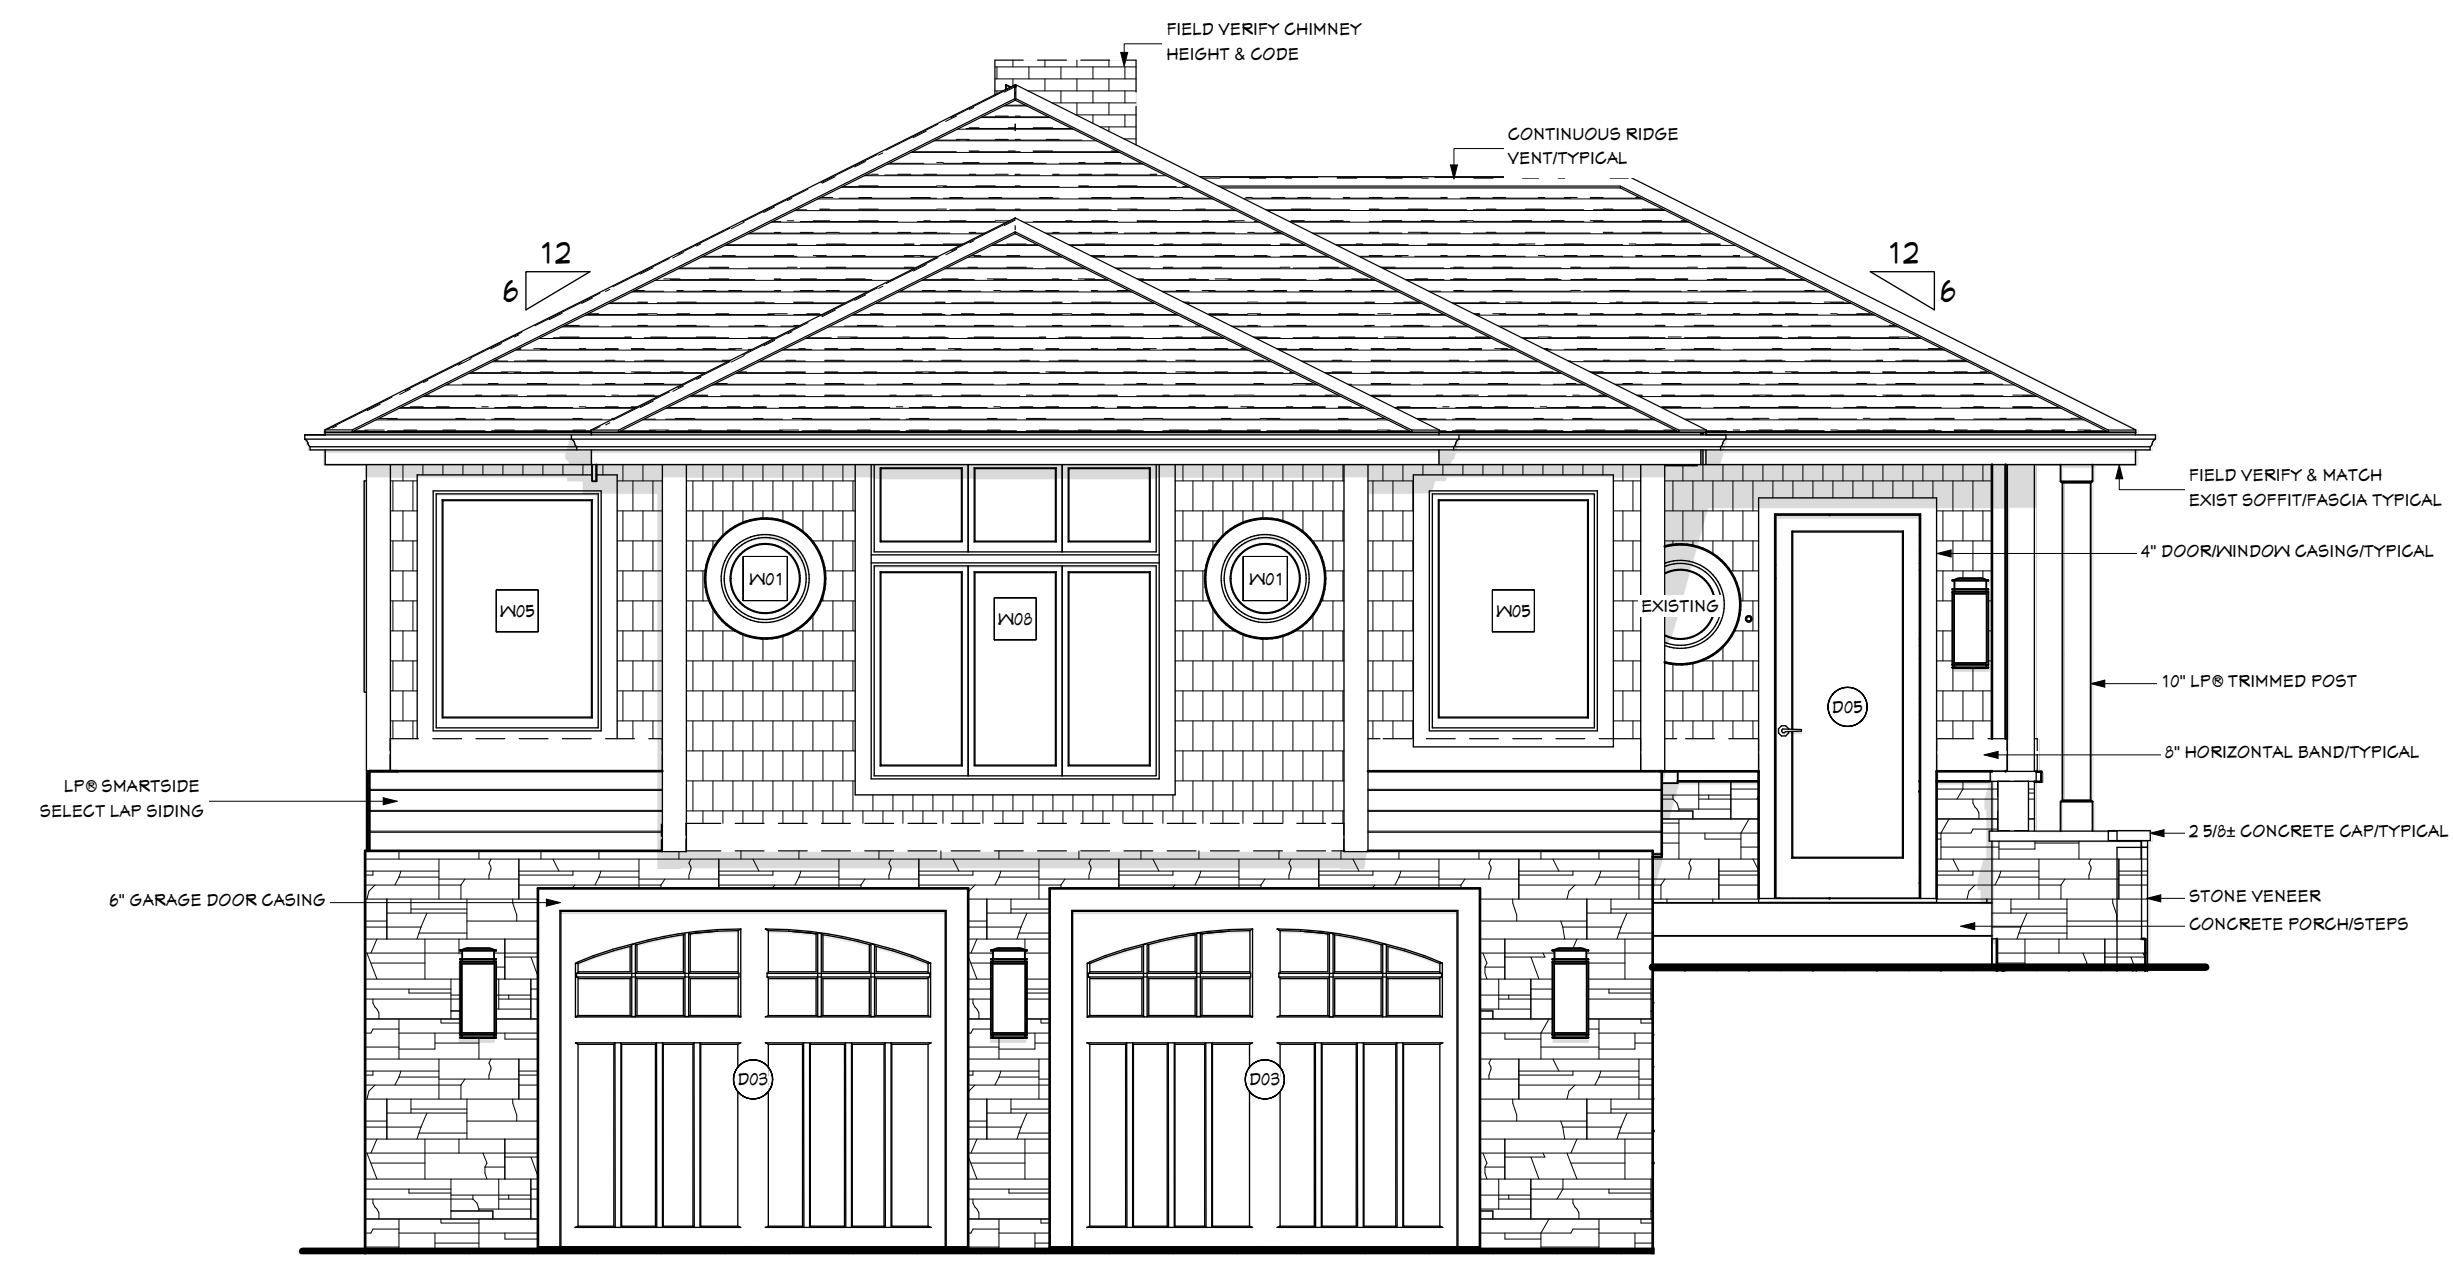 FIELD VERIFY CHIMNEY
HEIGHT & CODE
CONTINUOUS RIDGE
VENT/TYPICAL
12
6
12
6
FIELD VERIFY & MATCH
EXIST SOFFIT/FASCIA TYPICAL
4" DOOR/WINDOW CASING/TYPICAL
W01
W01
W05
W08
W05
EXISTING
10" LP® TRIMMED POST
D05
8" HORIZONTAL BAND/TYPICAL
LP® SMARTSIDE
SELECT LAP SIDING
2 5/8± CONCRETE CAP/TYPICAL
6" GARAGE DOOR CASING
STONE VENEER
CONCRETE PORCH/STEPS
D03
D03